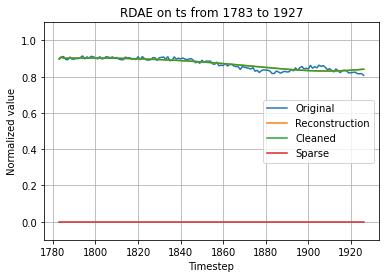 RDAE on ts from 1783 to 1927
Normalized value
1.0
0.8
0.6
0.4
0.2
0.0
Original
Reconstruction
Cleaned
Sparse
1780 1800 1820 1840 1860 1880 1900 1920
Timestep